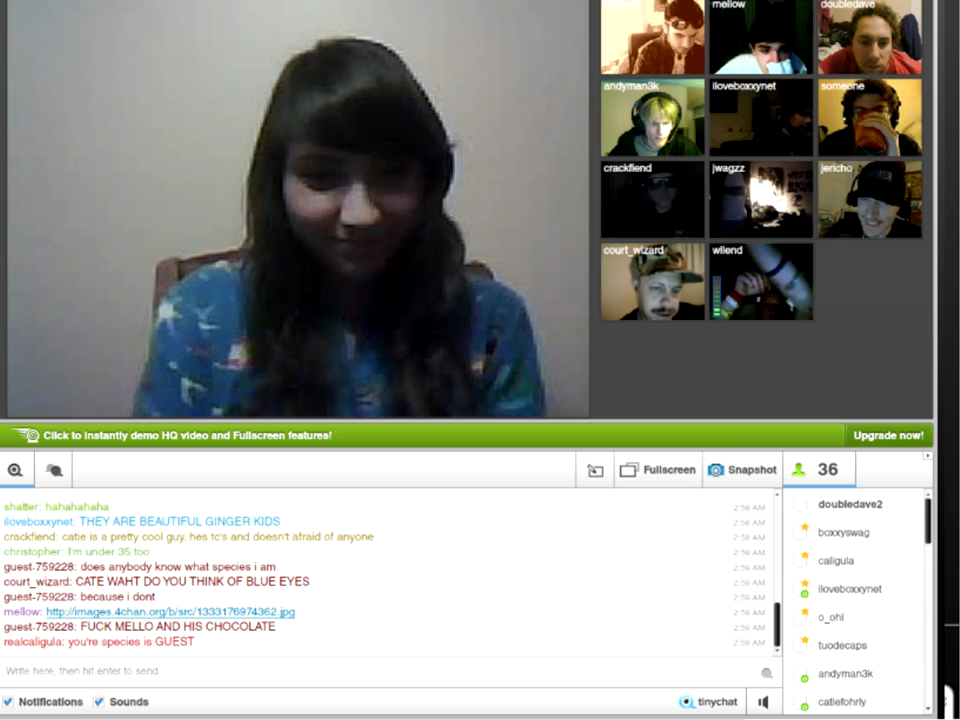 mellow
doubledave
andyman3k
iloveboxxynet
someone
crackfiend
jwagzz
jericho
court_wizard
wllend
Click to instantly demo HQ video and Fullscreen features!
Upgrade now!
Fullscreen
Snapshot
36
shatter: hahahahaha 2:58 AM
iloveboxxynet: THEY ARE BEAUTIFUL GINGER KIDS 2:58 AM
crackfiend: catie is a pretty cool guy. hes tc's and doesn't afraid of anyone 2:58 AM
christopher: I'm under 35 too 2:59 AM
guest-759228: does anybody know what species i am 2:59 AM
court_wizard: CATE WAHT DO YOU THINK OF BLUE EYES 2:59 AM
guest-759228: because i dont 2:59 AM
mellow: http://images.4chan.org/b/src/1333176974362.jpg 2:59 AM
guest-759228: FUCK MELLO AND HIS CHOCOLATE 2:59 AM
realcaligula: you're species is GUEST 2:59 AM
Write here, then hit enter to send
Notifications
Sounds
tinychat
doubledave2
boxxyswag
caligula
iloveboxxynet
o_ohi
tuodecaps
andyman3k
catiefohrly